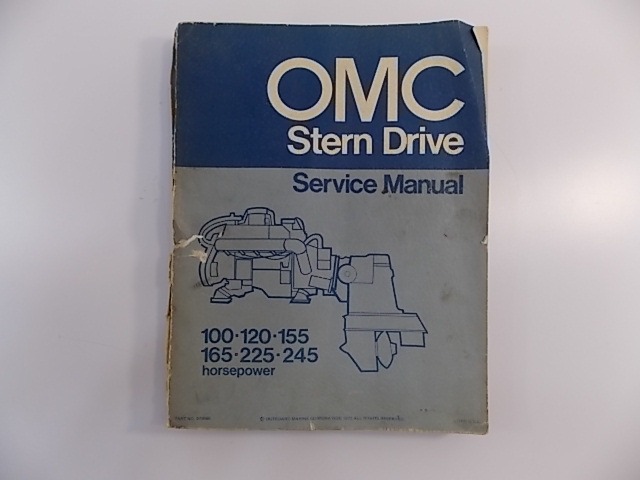 OMC
Stern Drive
Service Manual
100·120·155
165·225·245
horsepower